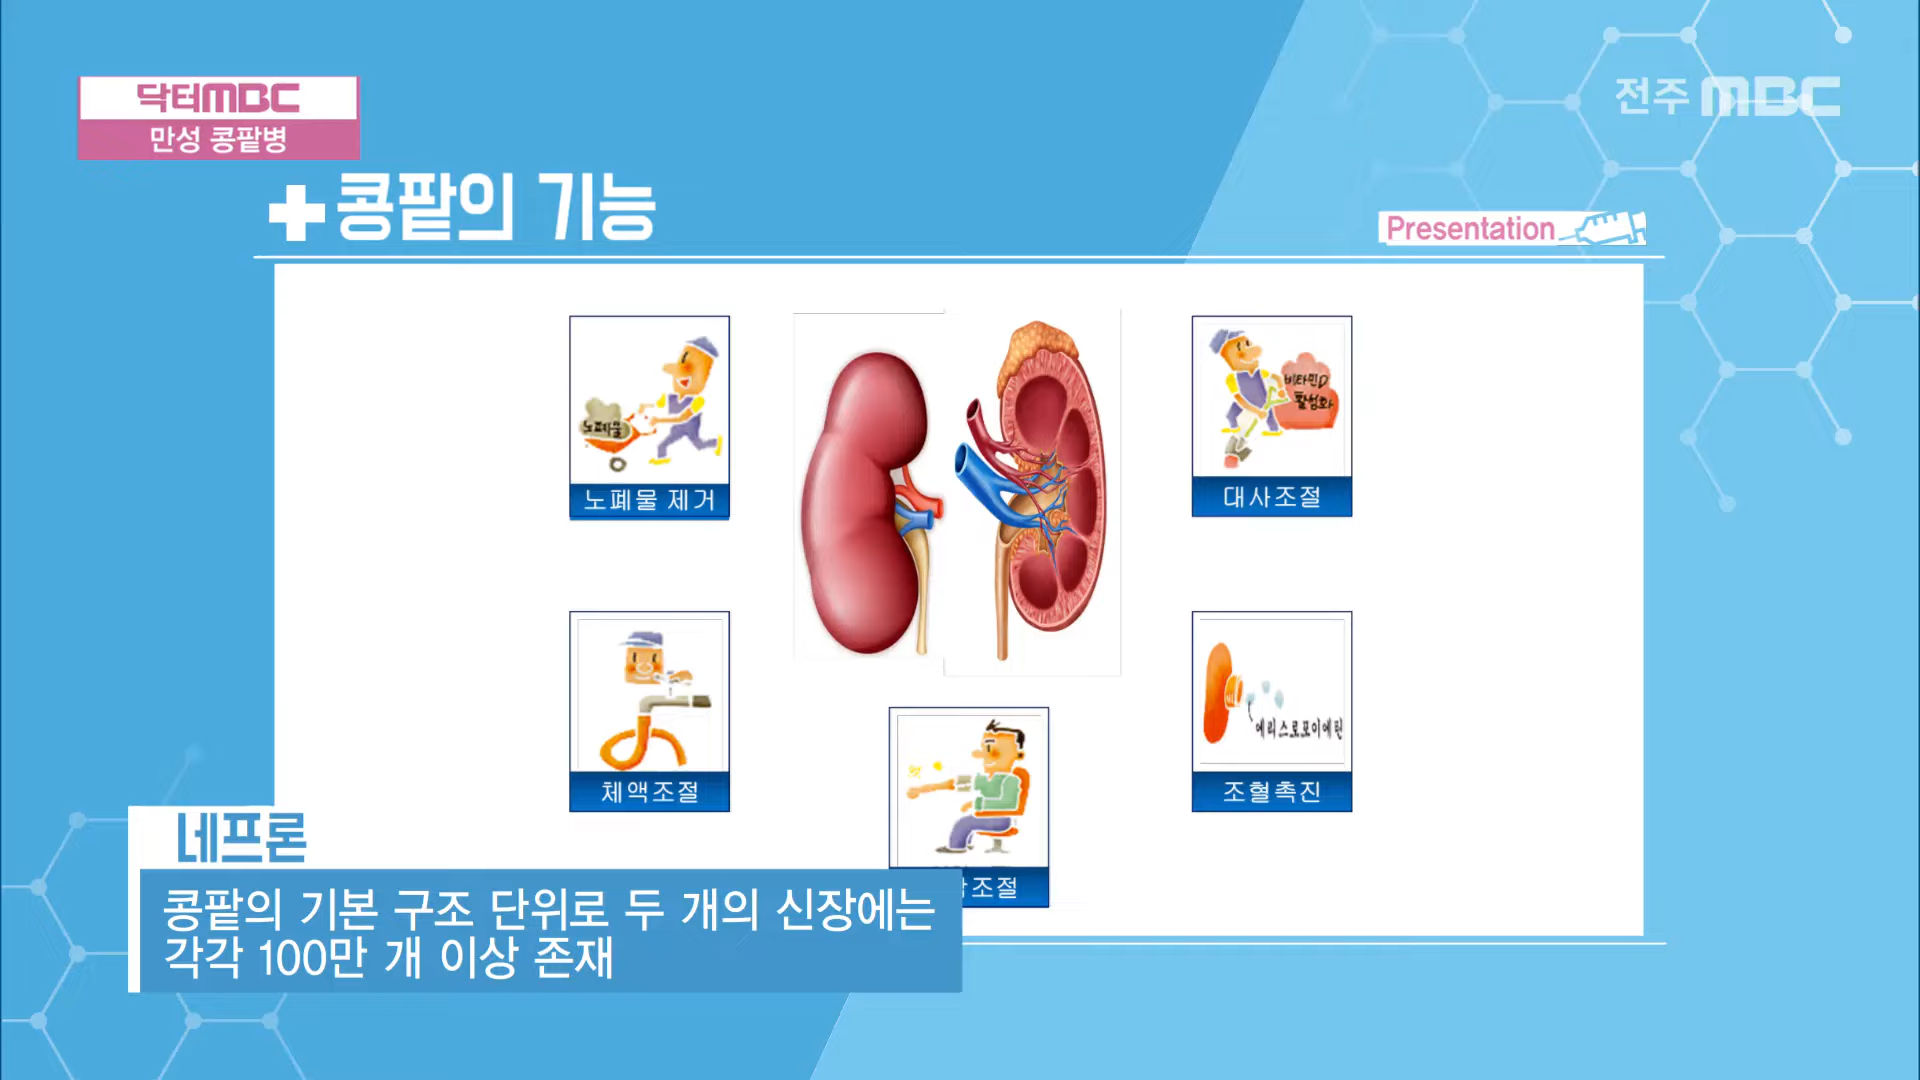 닥터MBC
만성 콩팥병
전주 MBC
콩팥의 기능
Presentation
노폐물
노폐물 제거
비타민D
활성화
대사조절
체액조절
에리스로포이에틴
조혈촉진
조절
네프론
콩팥의 기본 구조 단위로 두 개의 신장에는
각각 100만 개 이상 존재